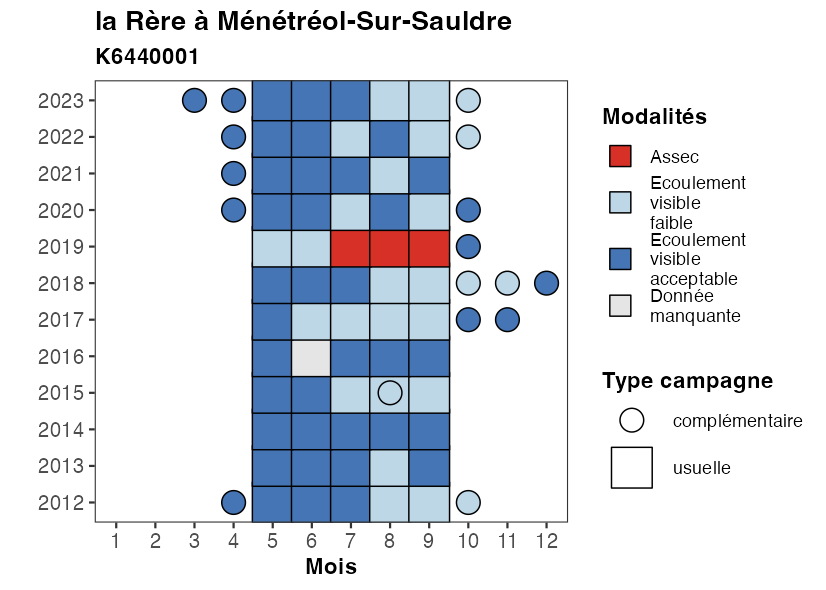 la Rère à Ménétréol-Sur-Sauldre
K6440001
2023
2022
2021
2020
2019
2018
2017
2016
2015
2014
2013
2012
1 2 3 4 5 6 7 8 9 10 11 12
Mois
Modalités
Assec
Ecoulement
visible
faible
Ecoulement
visible
acceptable
Donnée
manquante
Type campagne
complémentaire
usuelle